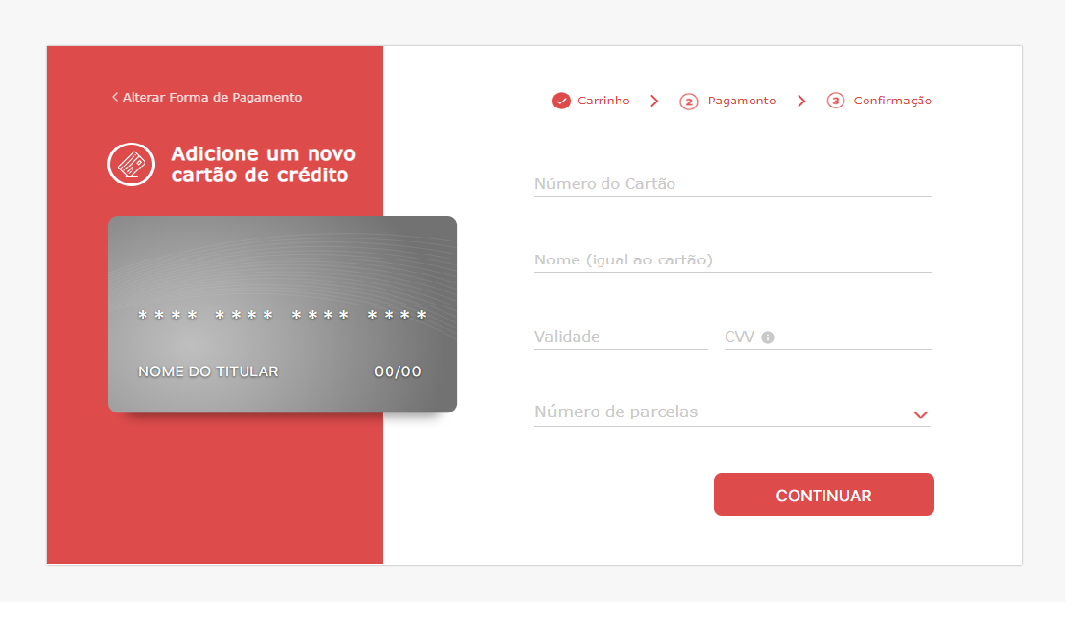 Alterar Forma de Pagamento
Adicione um novo
cartão de crédito
**** **** **** ****
NOME DO TITULAR 00/00
Carrinho 2 Pagamento 3 Confirmação
Número do Cartão
Nome (igual ao cartão)
Validade CVV
Número de parcelas
CONTINUAR